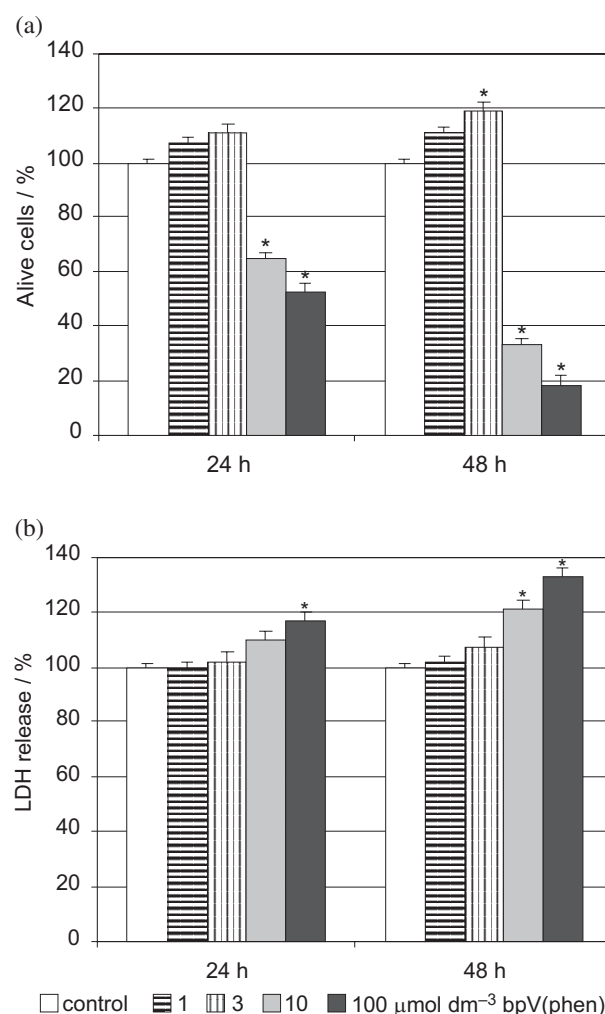 (a)
Alive cells / %
140
120
100
80
60
40
20
0
*
*
*
*
*
24 h
48 h
(b)
LDH release / %
140
120
100
80
60
40
20
0
*
*
*
24 h
48 h
control 1 3 10 100 μmol dm⁻³ bpV(phen)